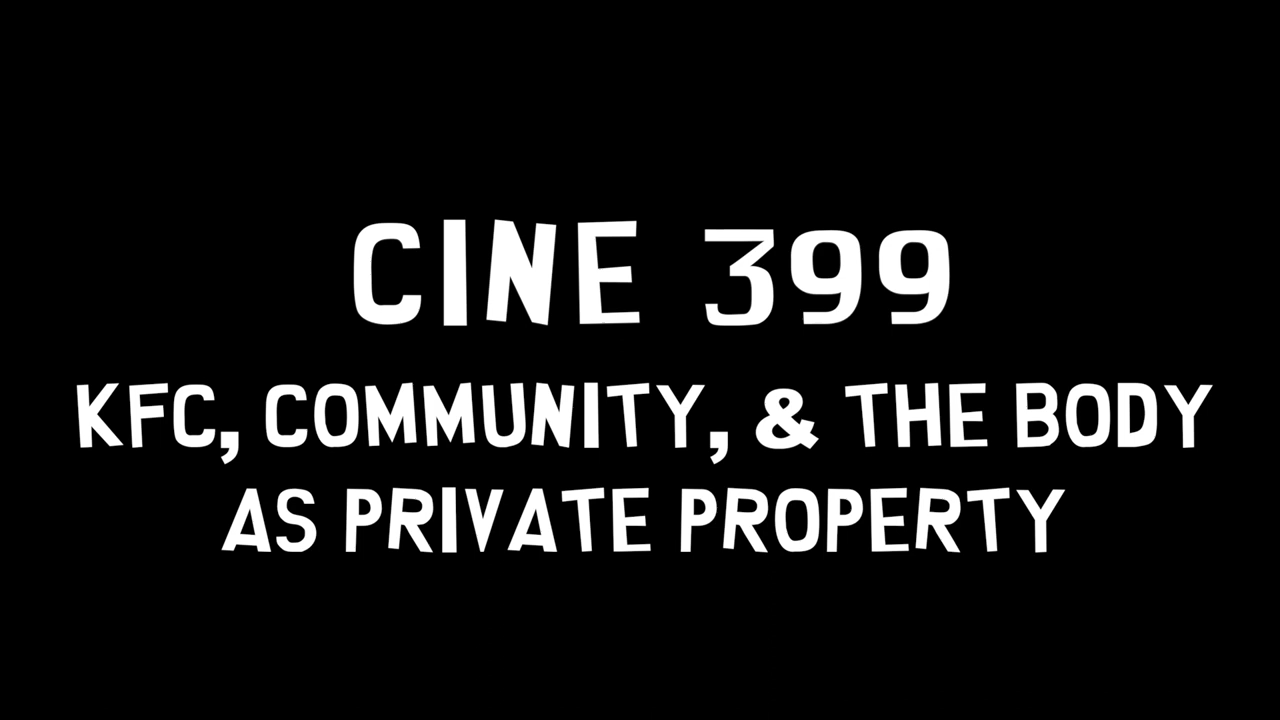 CINE 399
KFC, COMMUNITY, & THE BODY
AS PRIVATE PROPERTY